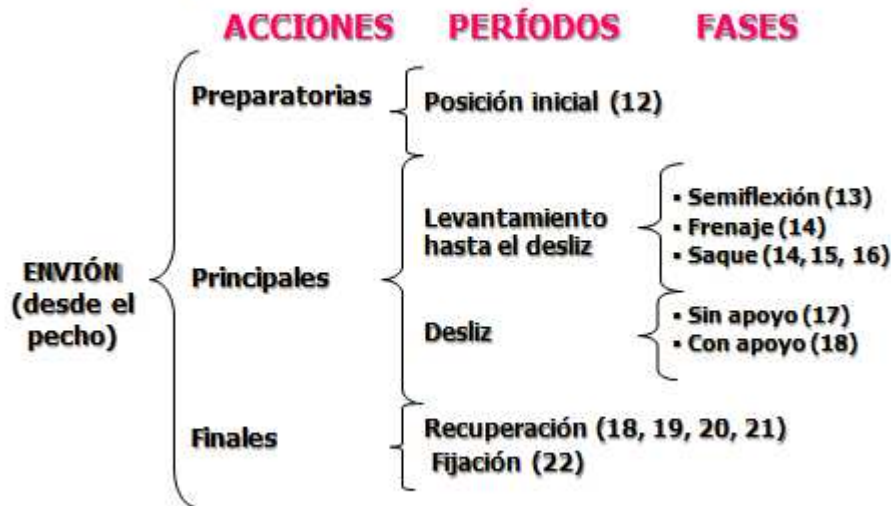 ACCIONES PERÍODOS FASES
Preparatorias
Posición inicial (12)
Levantamiento
hasta el desliz
▪ Semiflexión (13)
▪ Frenaje (14)
▪ Saque (14, 15, 16)
ENVIÓN
(desde el
pecho)
Principales
Desliz
▪ Sin apoyo (17)
▪ Con apoyo (18)
Finales
Recuperación (18, 19, 20, 21)
Fijación (22)